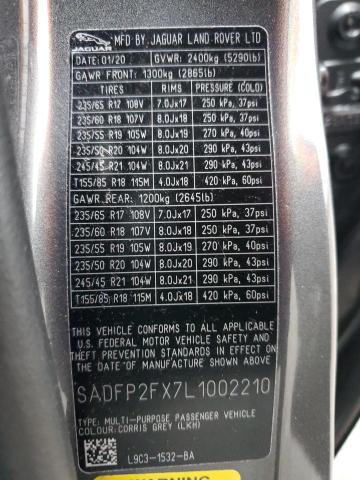 JAGUAR
MFD BY JAGUAR LAND ROVER LTD
DATE: 01/20 GVWR: 2400kg (5290lb)
GAWR FRONT: 1300kg (2865lb)
TIRES RIMS PRESSURE (COLD)
235/65 R17 108V 7.0Jx17 250 kPa, 37psi
235/60 R18 107V 8.0Jx18 250 kPa, 37psi
235/55 R19 105W 8.0Jx19 270 kPa, 40psi
235/50 R20 104W 8.0Jx20 290 kPa, 43psi
245/45 R21 104W 8.0Jx21 290 kPa, 43psi
T155/85 R18 115M 4.0Jx18 420 kPa, 60psi
GAWR REAR: 1200kg (2645lb)
235/65 R17 108V 7.0Jx17 250 kPa, 37psi
235/60 R18 107V 8.0Jx18 250 kPa, 37psi
235/55 R19 105W 8.0Jx19 270 kPa, 40psi
235/50 R20 104W 8.0Jx20 290 kPa, 43psi
245/45 R21 104W 8.0Jx21 290 kPa, 43psi
T155/85 R18 115M 4.0Jx18 420 kPa, 60psi
THIS VEHICLE CONFORMS TO ALL APPLICABLE
U.S. FEDERAL MOTOR VEHICLE SAFETY, BUMPER
AND THEFT PREVENTION STANDARDS IN EFFECT
ON THE DATE OF MANUFACTURE SHOWN ABOVE
SADFP2FX7L1002210
TYPE: MULTI-PURPOSE PASSENGER VEHICLE
COLOUR: CORRIS GREY (LKH)
L9C3-1532-BA
WARNING